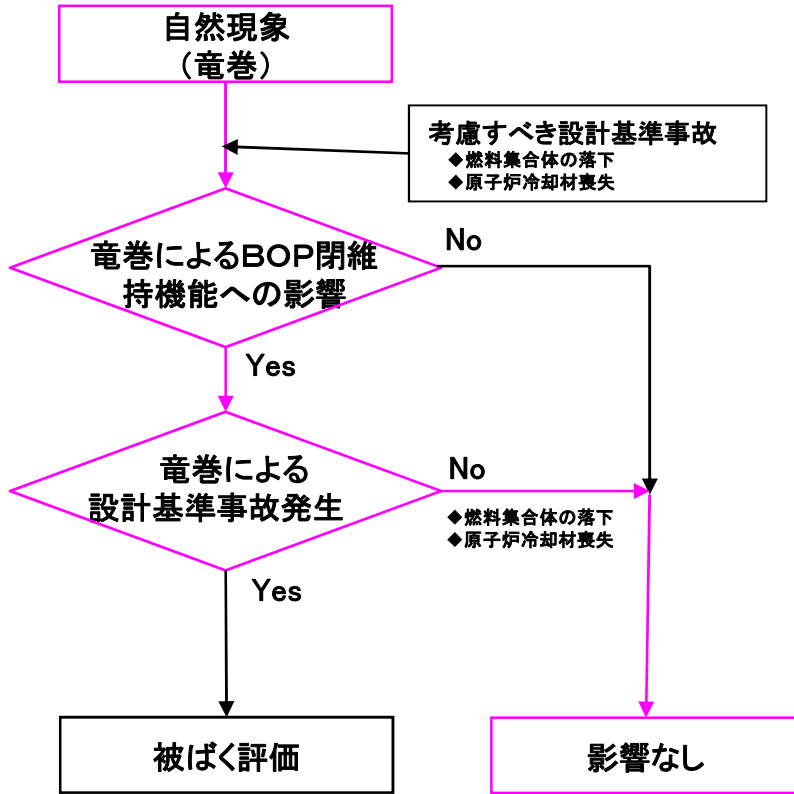 自然現象
（竜巻）
考慮すべき設計基準事故
◆燃料集合体の落下
◆原子炉冷却材喪失
竜巻によるＢＯＰ閉維
持機能への影響
No
Yes
竜巻による
設計基準事故発生
No
◆燃料集合体の落下
◆原子炉冷却材喪失
Yes
被ばく評価
影響なし